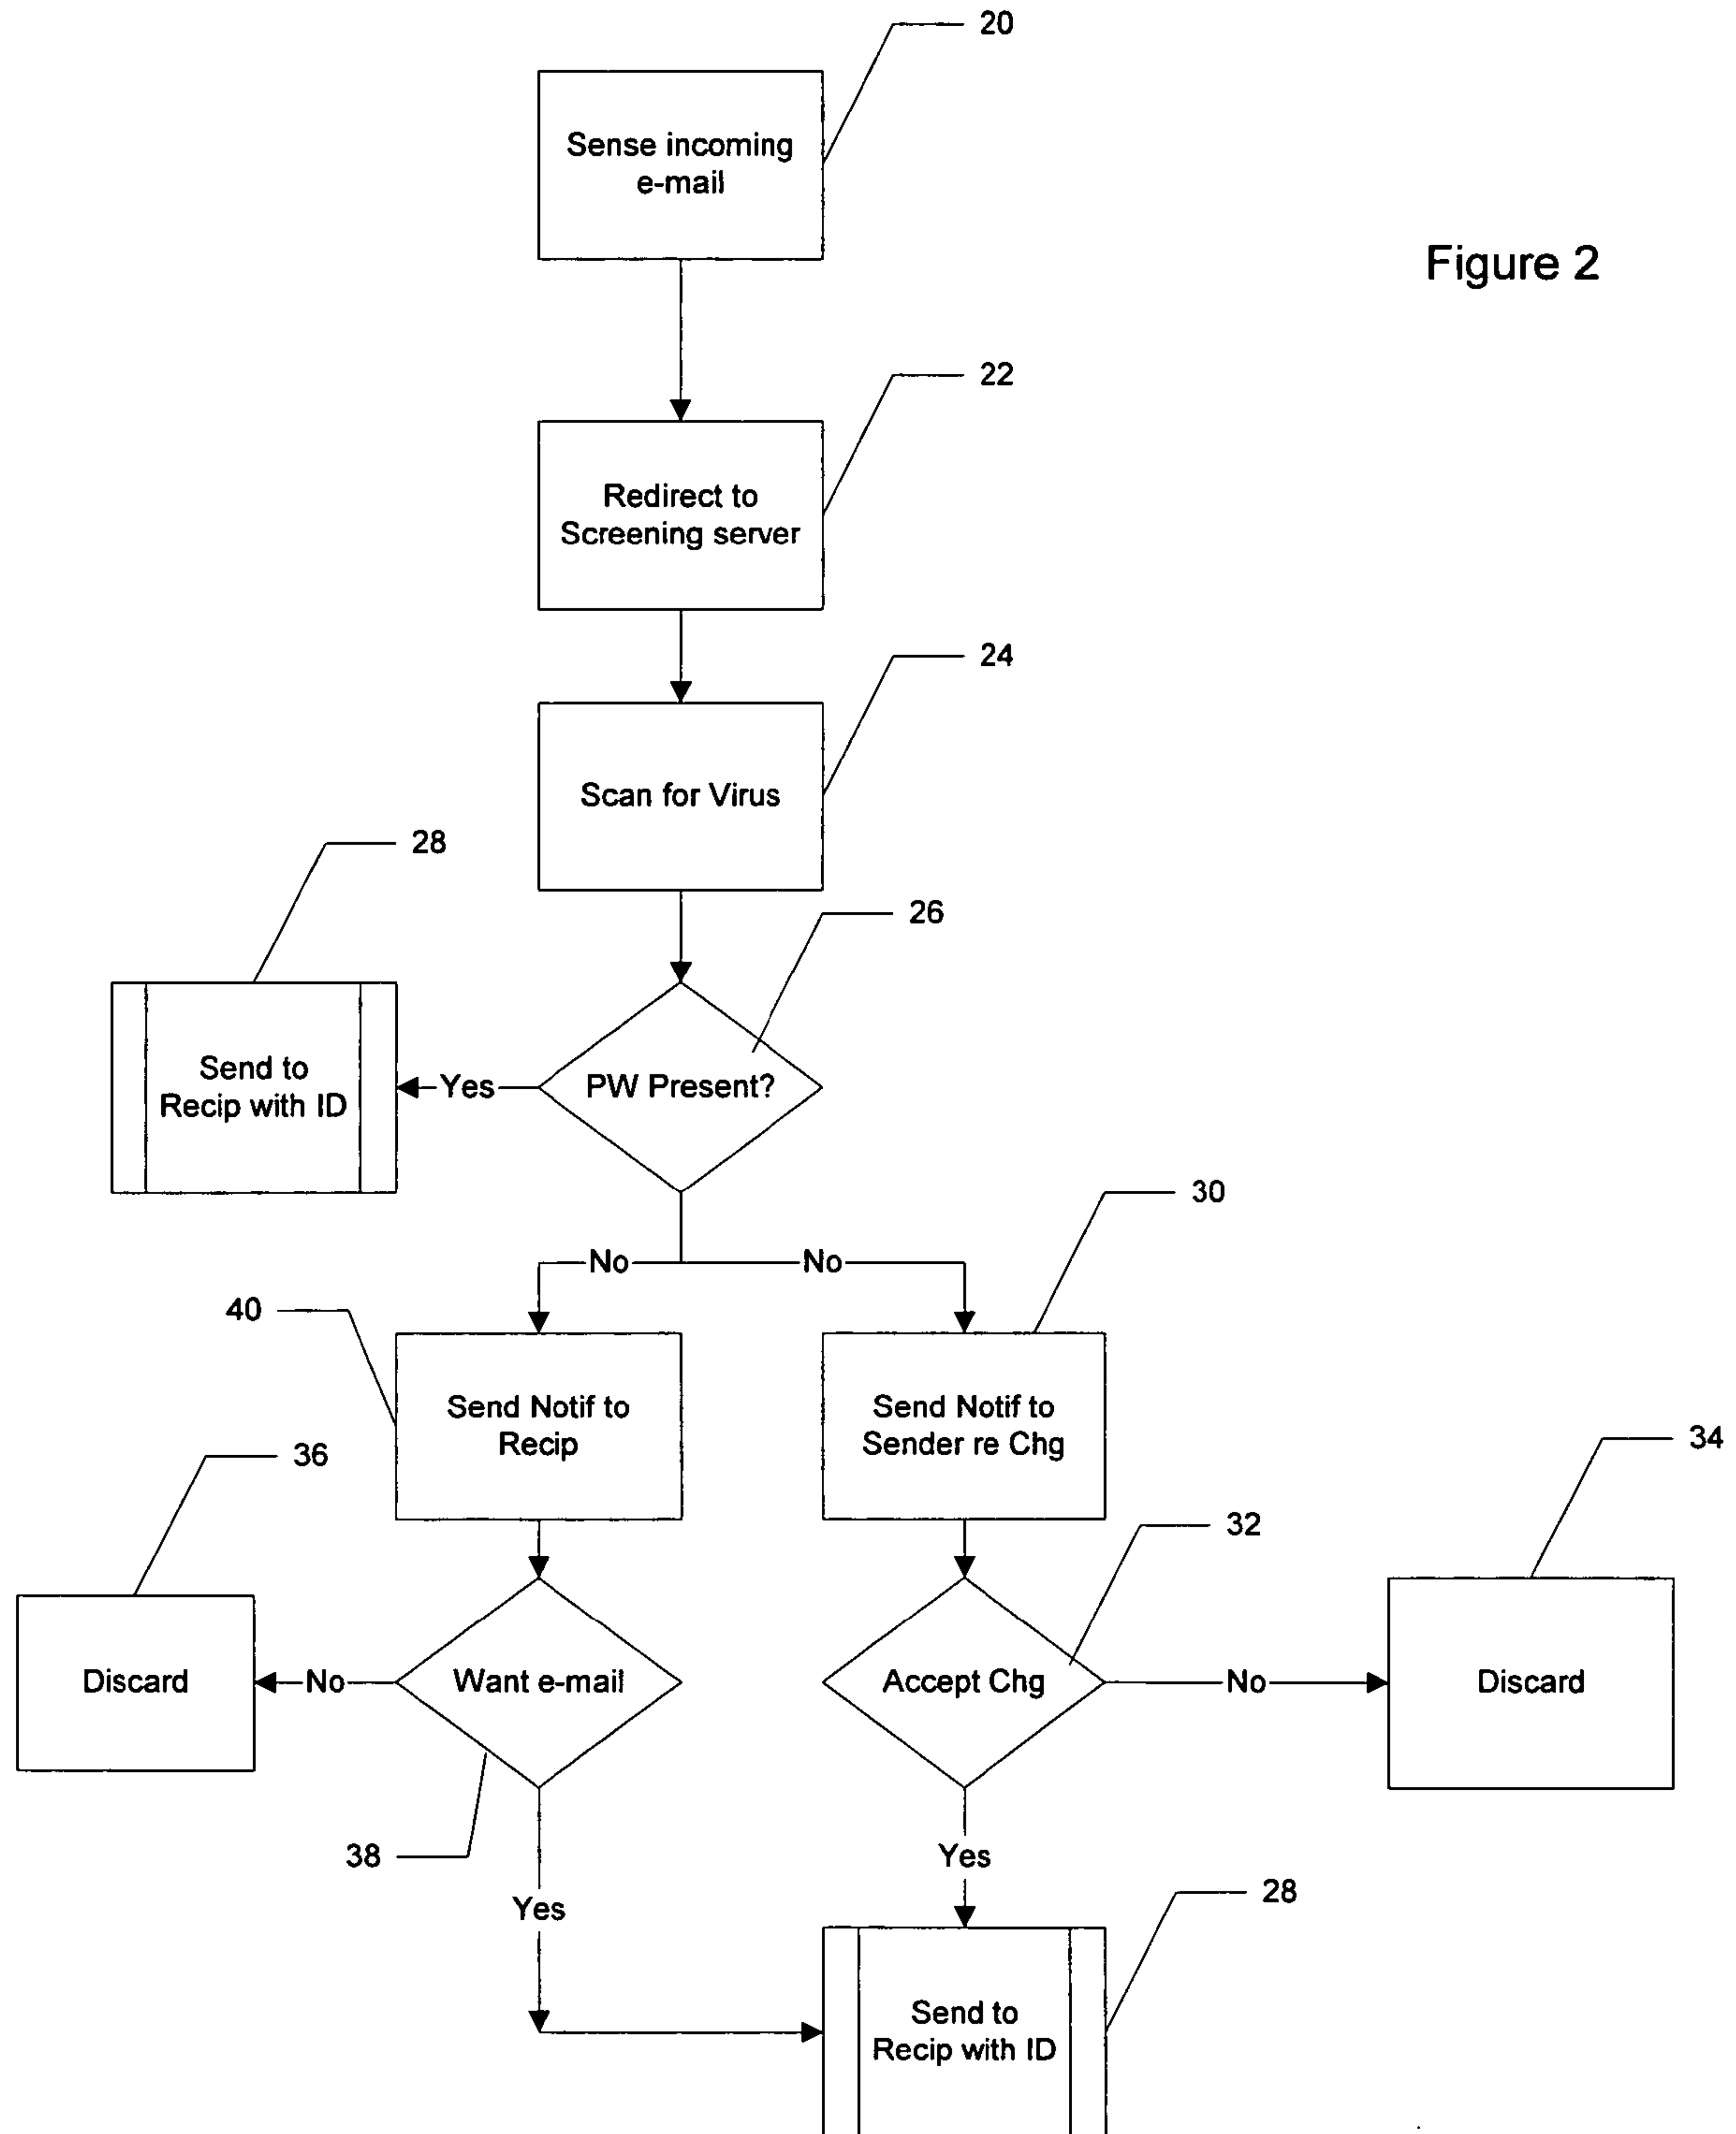 20
Sense incoming
e-mail
Figure 2
22
Redirect to
Screening server
24
Scan for Virus
28
26
Send to
Recip with ID
Yes
PW Present?
30
No
No
40
Send Notif to
Recip
Send Notif to
Sender re Chg
36
34
32
Discard
No
Want e-mail
Accept Chg
No
Discard
38
Yes
Yes
28
Send to
Recip with ID